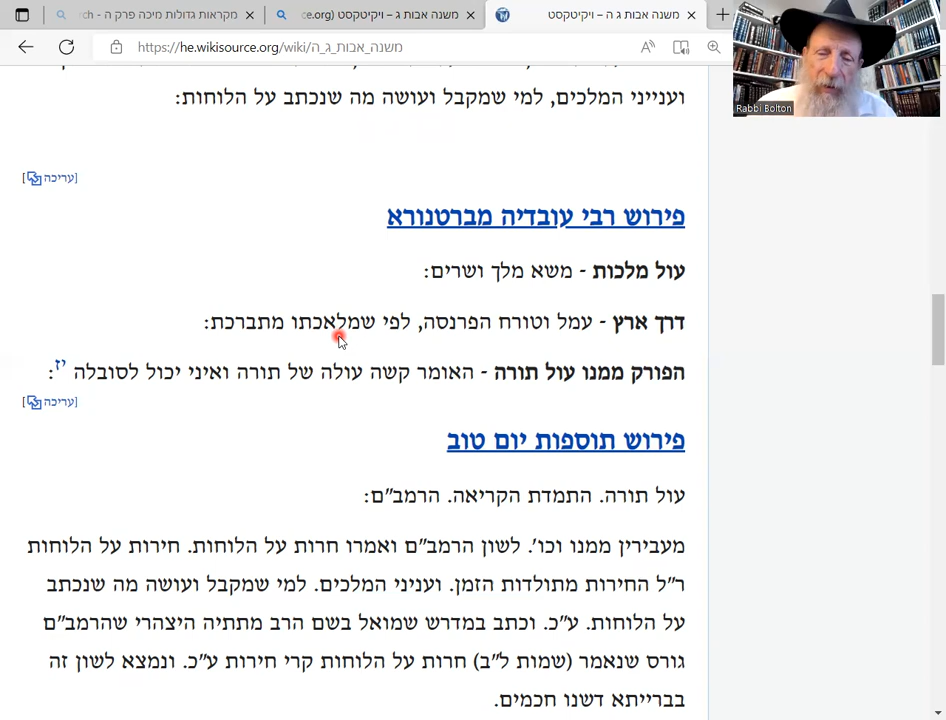 מקראות גדולות מיכה פרק ה - rch
משנה אבות ג – ויקיטקסט (ce.org
משנה אבות ג ה – ויקיטקסט
https://he.wikisource.org/wiki/משנה_אבות_ג_ה
Rabbi Bolton
וענייני המלכים, למי שמקבל ועושה מה שנכתב על הלוחות:
[עריכה]
פירוש רבי עובדיה מברטנורא
עול מלכות - משא מלך ושרים:
דרך ארץ - עמל וטורח הפרנסה, לפי שמלאכתו מתברכת:
הפורק ממנו עול תורה - האומר קשה עולה של תורה ואיני יכול לסובלה יז:
[עריכה]
פירוש תוספות יום טוב
עול תורה. התמדת הקריאה. הרמב"ם:
מעבירין ממנו וכו'. לשון הרמב"ם ואמרו חרות על הלוחות. חירות על הלוחות
ר"ל החירות מתולדות הזמן. ועניני המלכים. למי שמקבל ועושה מה שנכתב
על הלוחות. ע"כ. וכתב במדרש שמואל בשם הרב מתתיה היצהרי שהרמב"ם
גורס שנאמר (שמות ל"ב) חרות על הלוחות קרי חירות ע"כ. ונמצא לשון זה
בברייתא דשנו חכמים.